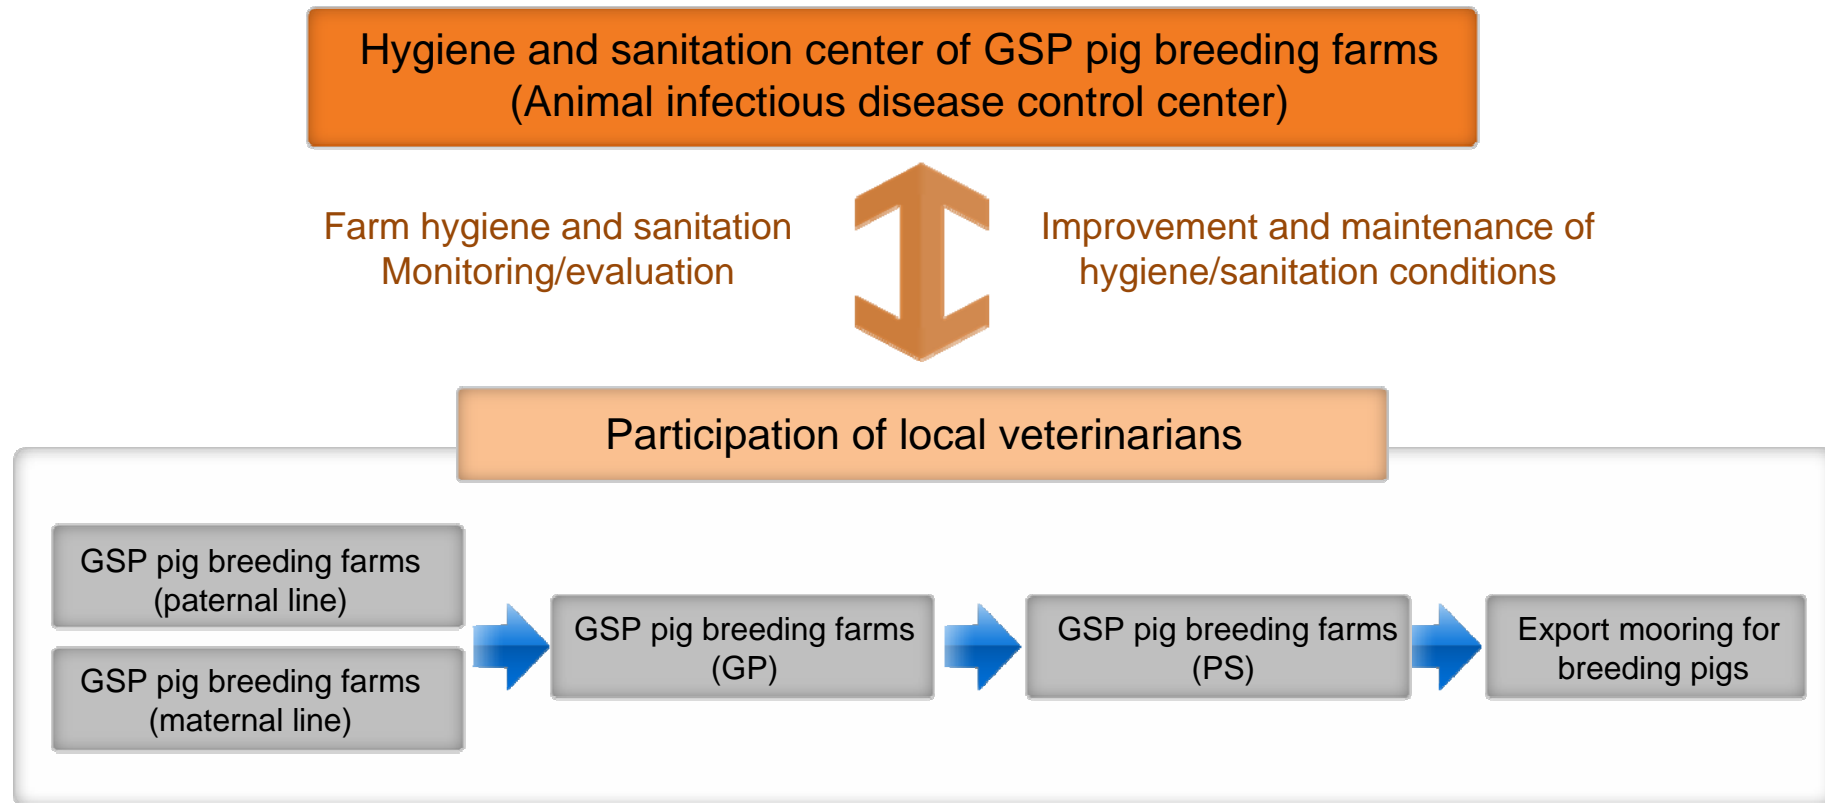 Hygiene and sanitation center of GSP pig breeding farms
(Animal infectious disease control center)
Farm hygiene and sanitation
Monitoring/evaluation
Improvement and maintenance of
hygiene/sanitation conditions
Participation of local veterinarians
GSP pig breeding farms
(paternal line)
GSP pig breeding farms
(maternal line)
GSP pig breeding farms
(GP)
GSP pig breeding farms
(PS)
Export mooring for
breeding pigs